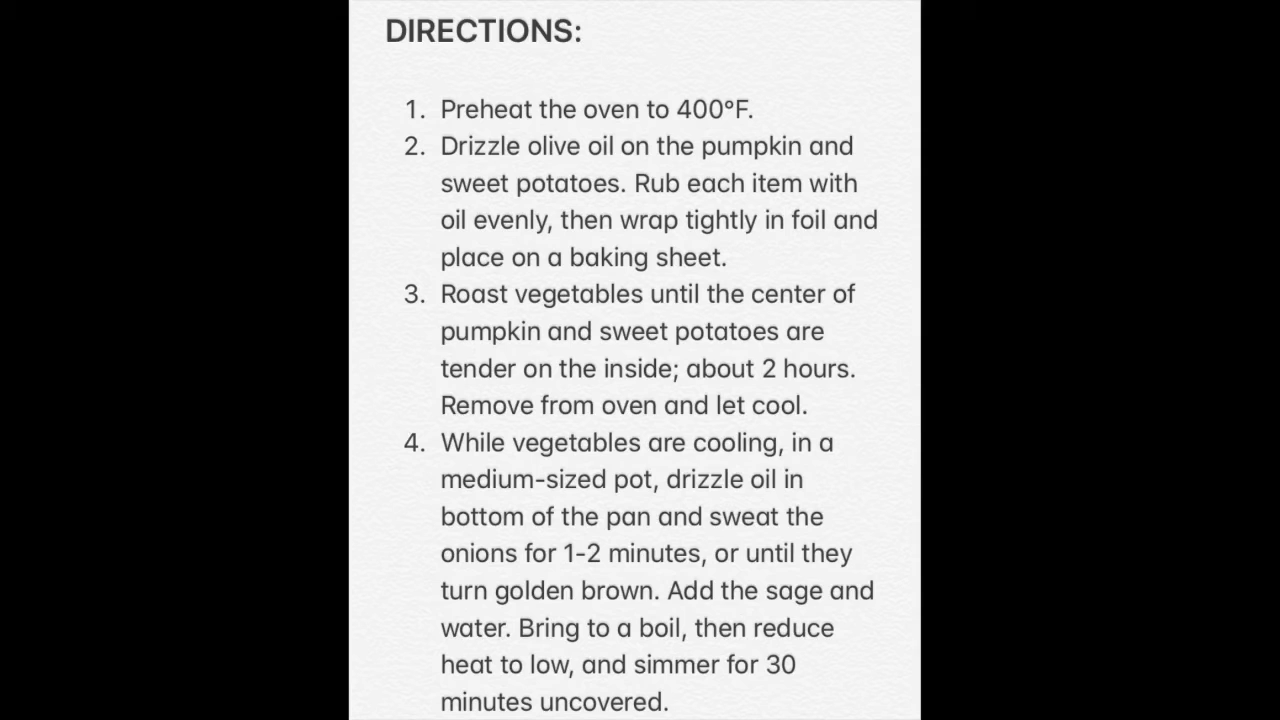 DIRECTIONS:
1. Preheat the oven to 400°F.
2. Drizzle olive oil on the pumpkin and
sweet potatoes. Rub each item with
oil evenly, then wrap tightly in foil and
place on a baking sheet.
3. Roast vegetables until the center of
pumpkin and sweet potatoes are
tender on the inside; about 2 hours.
Remove from oven and let cool.
4. While vegetables are cooling, in a
medium-sized pot, drizzle oil in
bottom of the pan and sweat the
onions for 1-2 minutes, or until they
turn golden brown. Add the sage and
water. Bring to a boil, then reduce
heat to low, and simmer for 30
minutes uncovered.